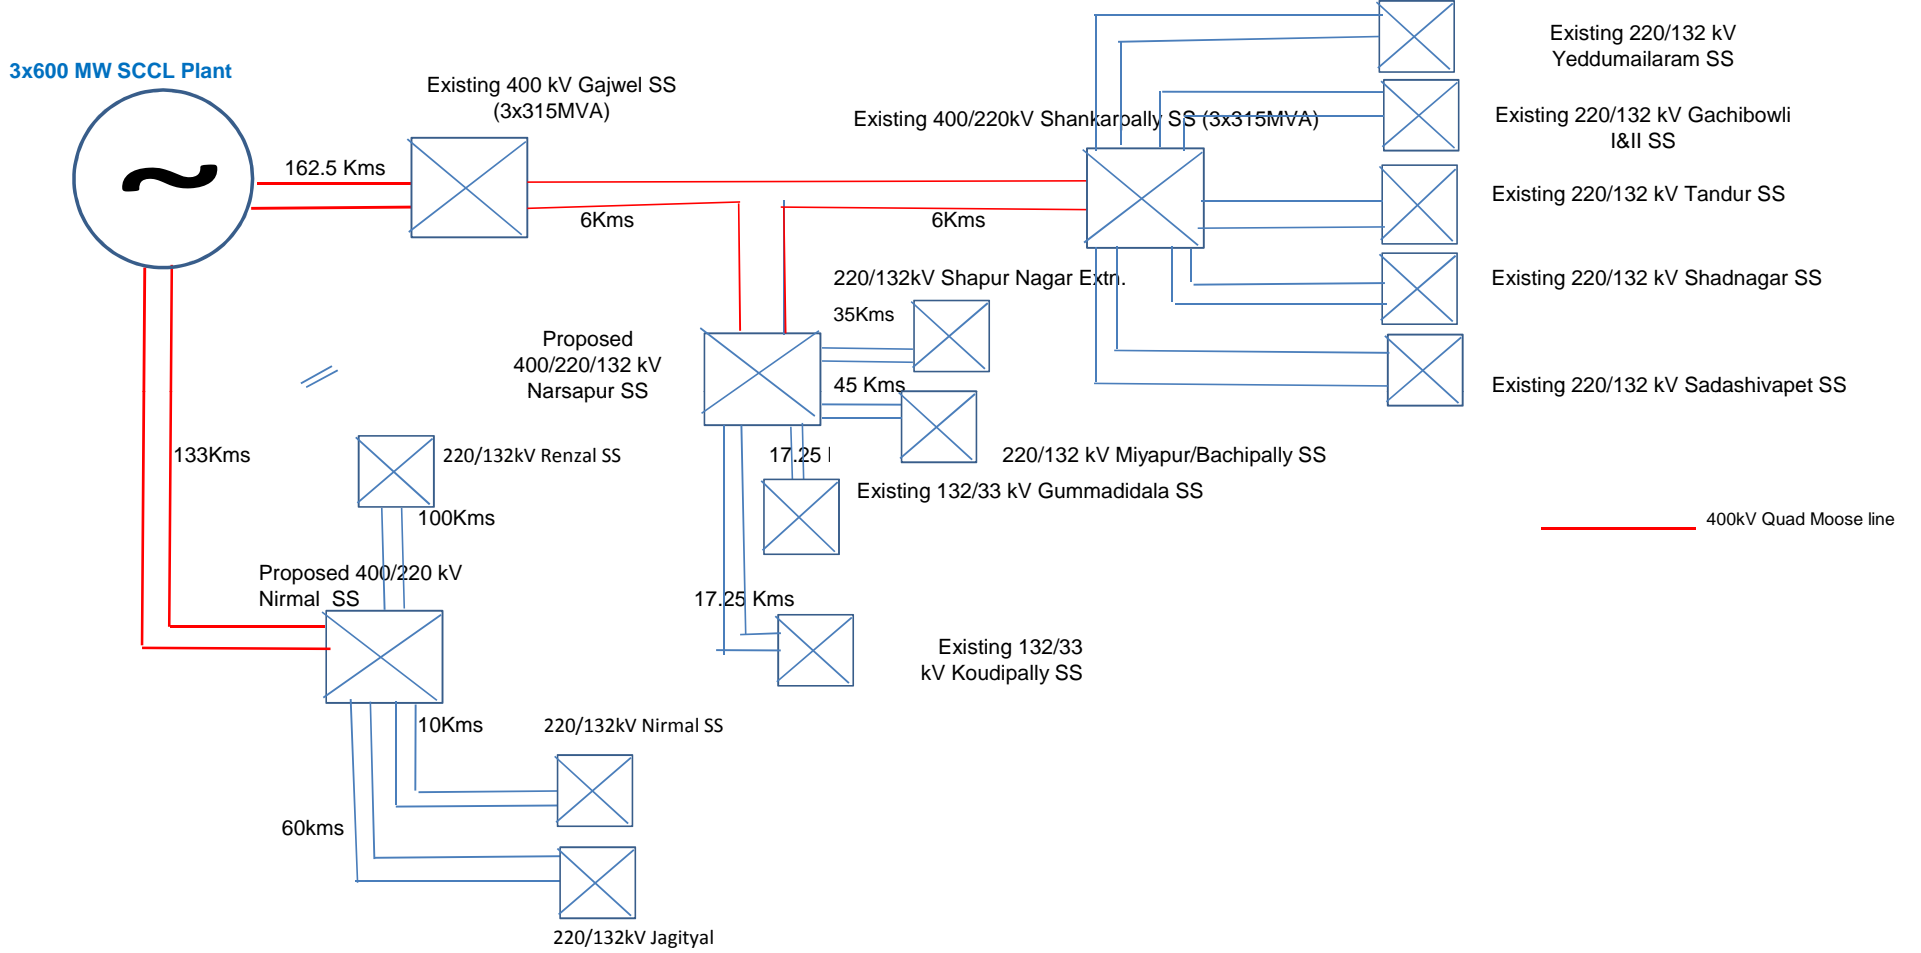 3x600 MW SCCL Plant
Existing 400 kV Gajwel SS
(3x315MVA)
162.5 Kms
6Kms
Existing 400/220kV Shankarpally SS (3x315MVA)
6Kms
Existing 220/132 kV
Yeddumailaram SS
Existing 220/132 kV Gachibowli
I&II SS
Existing 220/132 kV Tandur SS
Existing 220/132 kV Shadnagar SS
Existing 220/132 kV Sadashivapet SS
220/132kV Shapur Nagar Extn.
35Kms
Proposed
400/220/132 kV
Narsapur SS
45 Kms
17.25
220/132 kV Miyapur/Bachipally SS
Existing 132/33 kV Gummadidala SS
17.25 Kms
Existing 132/33
kV Koudipally SS
400kV Quad Moose line
133Kms
220/132kV Renzal SS
100Kms
Proposed 400/220 kV
Nirmal SS
10Kms
220/132kV Nirmal SS
60kms
220/132kV Jagityal